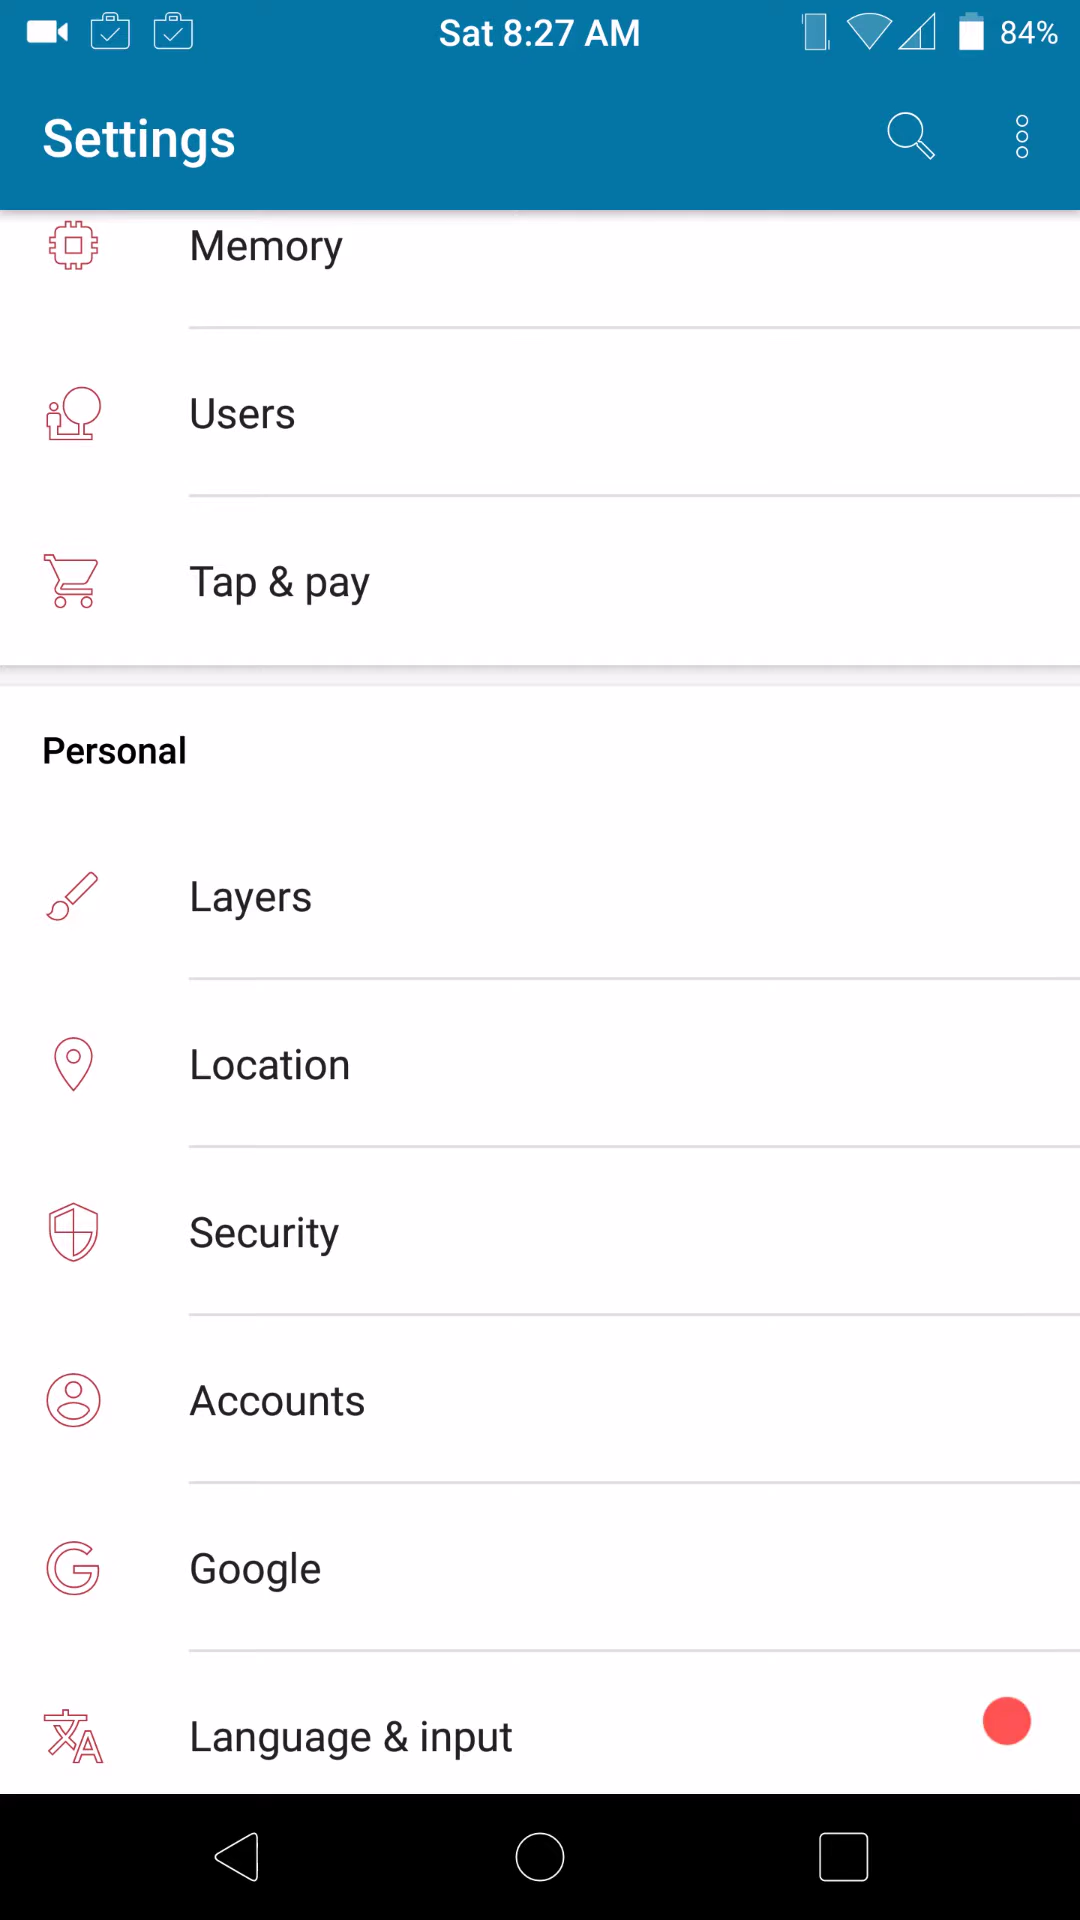 Sat 8:27 AM
84%
Settings
Memory
Users
Tap & pay
Personal
Layers
Location
Security
Accounts
Google
Language & input